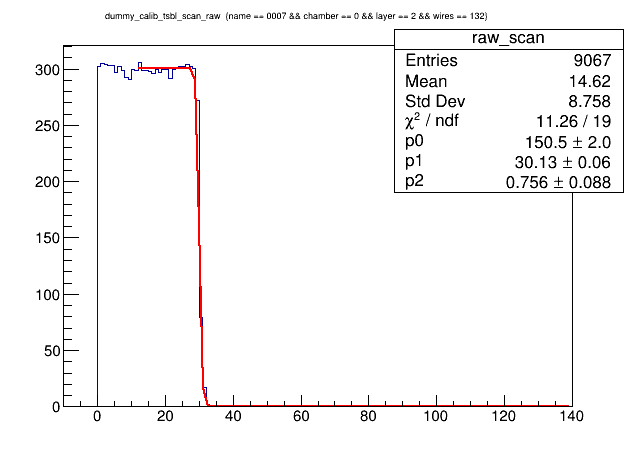 dummy_calib_tsbl_scan_raw (name == 0007 && chamber == 0 && layer == 2 && wires == 132)
raw_scan
Entries 9067
Mean 14.62
Std Dev 8.758
χ² / ndf 11.26 / 19
p0 150.5 ± 2.0
p1 30.13 ± 0.06
p2 0.756 ± 0.088
300
250
200
150
100
50
0
0 20 40 60 80 100 120 140